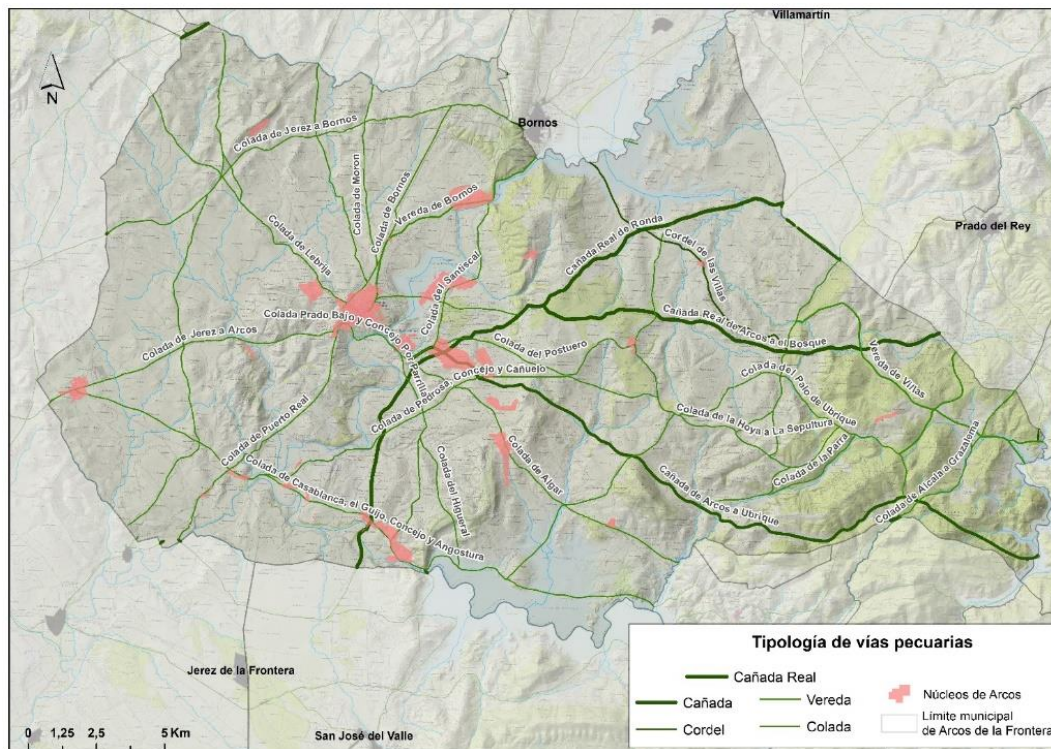 Villamartín
N
Bornos
Colada de Jerez a Bornos
Colada de Moron
Colada de Bornos
Vereda de Bornos
Prado del Rey
Cañada Real de Ronda
Cordel de las Villas
Colada de Lebrija
Colada del Santiscal
Colada Prado Bajo y Concejo Por Parrilla
Cañada Real de Arcos a el Bosque
Colada de Jerez a Arcos
Colada del Postuero
Vereda de Villas
Colada de Pedrosa, Concejo y Cañuelo
Colada del Palo de Ubrique
Colada de la Hoya a La Sepultura
Colada de Puerto Real
Colada de la Parra
Colada de Algar
Colada de Alcala a Grazalema
Colada de Casablanca, el Guijo, Concejo y Angostura
Colada del Higueral
Cañada de Arcos a Ubrique
Jerez de la Frontera
San José del Valle
0 1,25 2,5 5 Km
Tipología de vías pecuarias
Cañada Real
Cañada
Vereda
Núcleos de Arcos
Cordel
Colada
Límite municipal
de Arcos de la Frontera